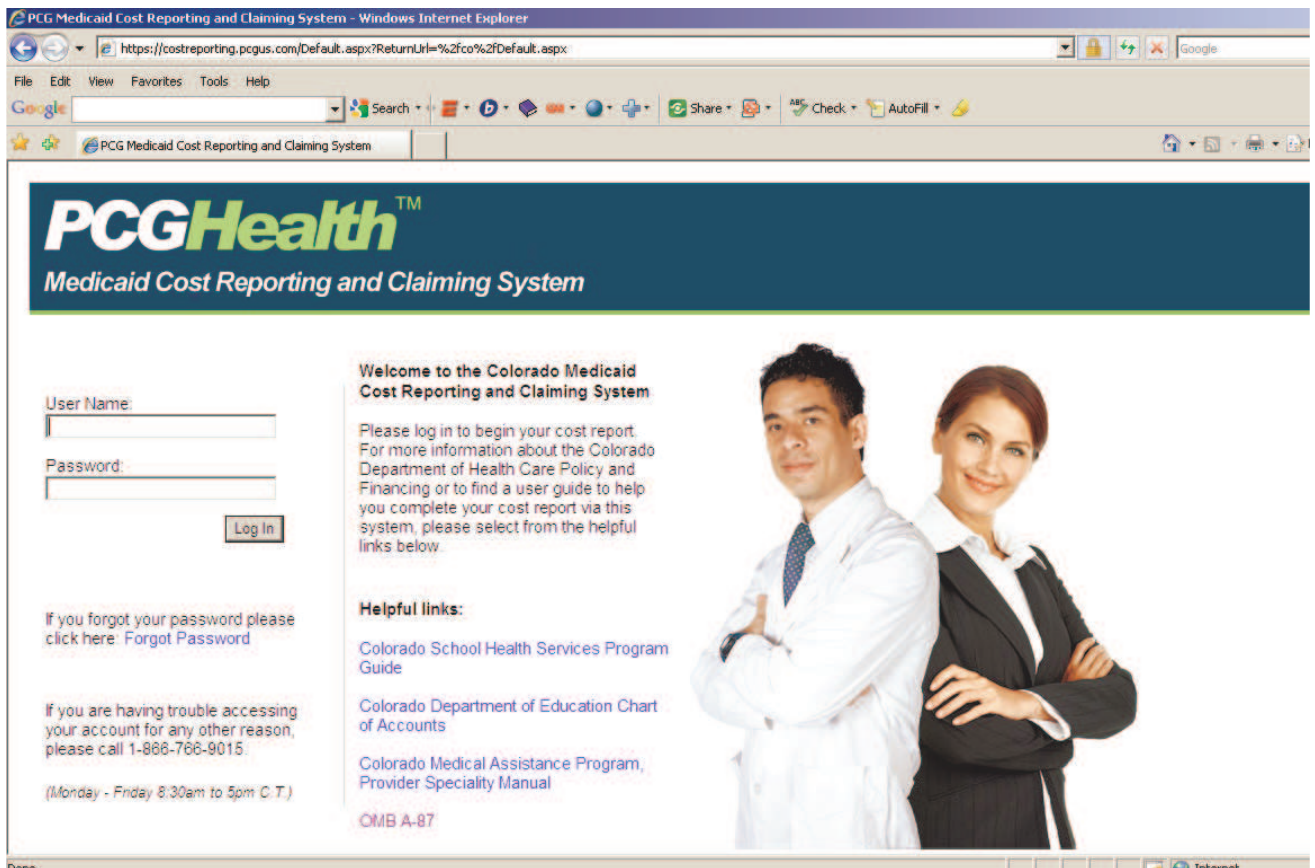 PCG Medicaid Cost Reporting and Claiming System - Windows Internet Explorer
https://costreporting.pcgus.com/Default.aspx?ReturnUrl=%2fco%2fDefault.aspx
Google
File Edit View Favorites Tools Help
Google Search Share Check AutoFill
PCG Medicaid Cost Reporting and Claiming System
PCGHealth™
Medicaid Cost Reporting and Claiming System
User Name:
Password:
Log In
If you forgot your password please
click here: Forgot Password
If you are having trouble accessing
your account for any other reason,
please call 1-866-766-9015.
(Monday - Friday 8:30am to 5pm C.T.)
Welcome to the Colorado Medicaid
Cost Reporting and Claiming System
Please log in to begin your cost report.
For more information about the Colorado
Department of Health Care Policy and
Financing or to find a user guide to help
you complete your cost report via this
system, please select from the helpful
links below.
Helpful links:
Colorado School Health Services Program
Guide
Colorado Department of Education Chart
of Accounts
Colorado Medical Assistance Program,
Provider Speciality Manual
OMB A-87
Done
Internet